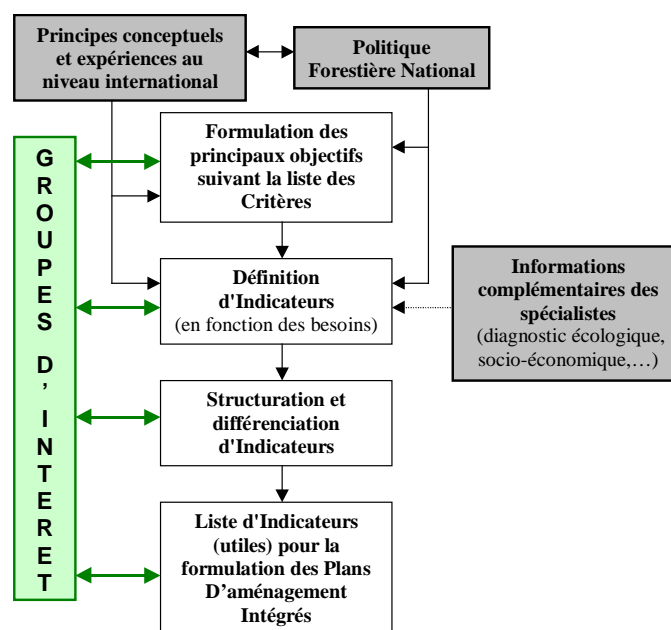 Principes conceptuels
et expériences au
niveau international
Politique
Forestière National
GROUPES D'INTERET
Formulation des
principaux objectifs
suivant la liste des
Critères
Définition
d'Indicateurs
(en fonction des besoins)
Informations
complémentaires des
spécialistes
(diagnostic écologique,
socio-économique,…)
Structuration et
différenciation
d'Indicateurs
Liste d'Indicateurs
(utiles) pour la
formulation des Plans
D'aménagement
Intégrés